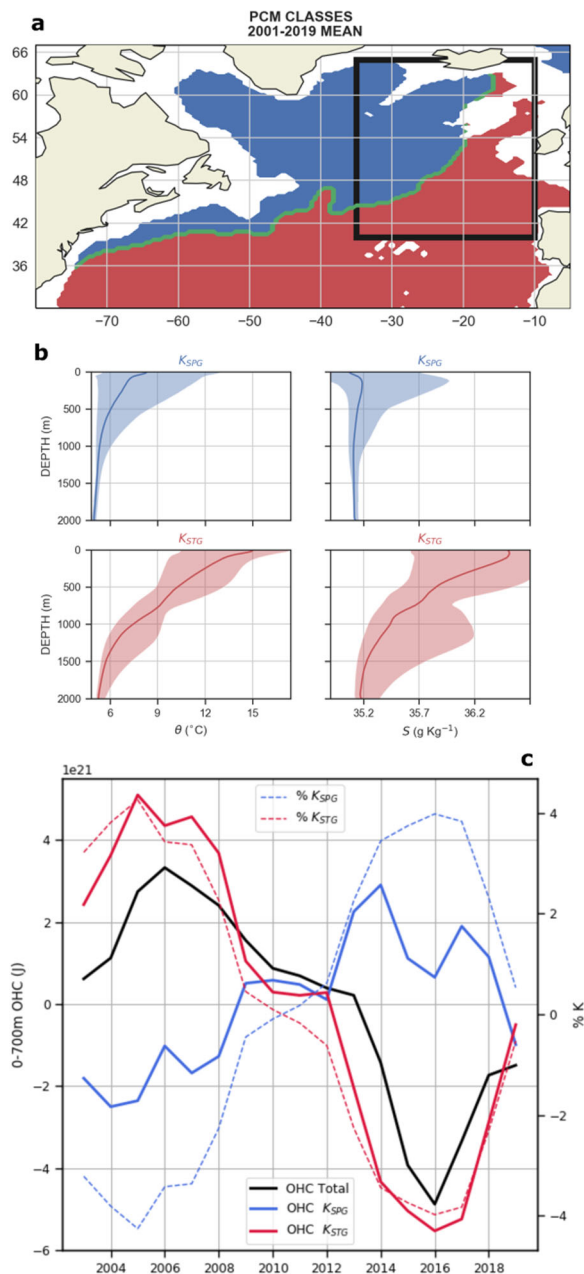 a
PCM CLASSES
2001-2019 MEAN
66
60
54
48
42
36
−70 −60 −50 −40 −30 −20 −10
b
K_SPG K_SPG
DEPTH (m)
0
500
1000
1500
2000
K_STG K_STG
DEPTH (m)
0
500
1000
1500
2000
6 9 12 15 35.2 35.7 36.2
θ (°C) S (g Kg⁻¹)
c
1e21
% K_SPG
% K_STG
0-700m OHC (J)
4
2
0
−2
−4
−6
% K
4
2
0
−2
−4
OHC Total
OHC K_SPG
OHC K_STG
2004 2006 2008 2010 2012 2014 2016 2018